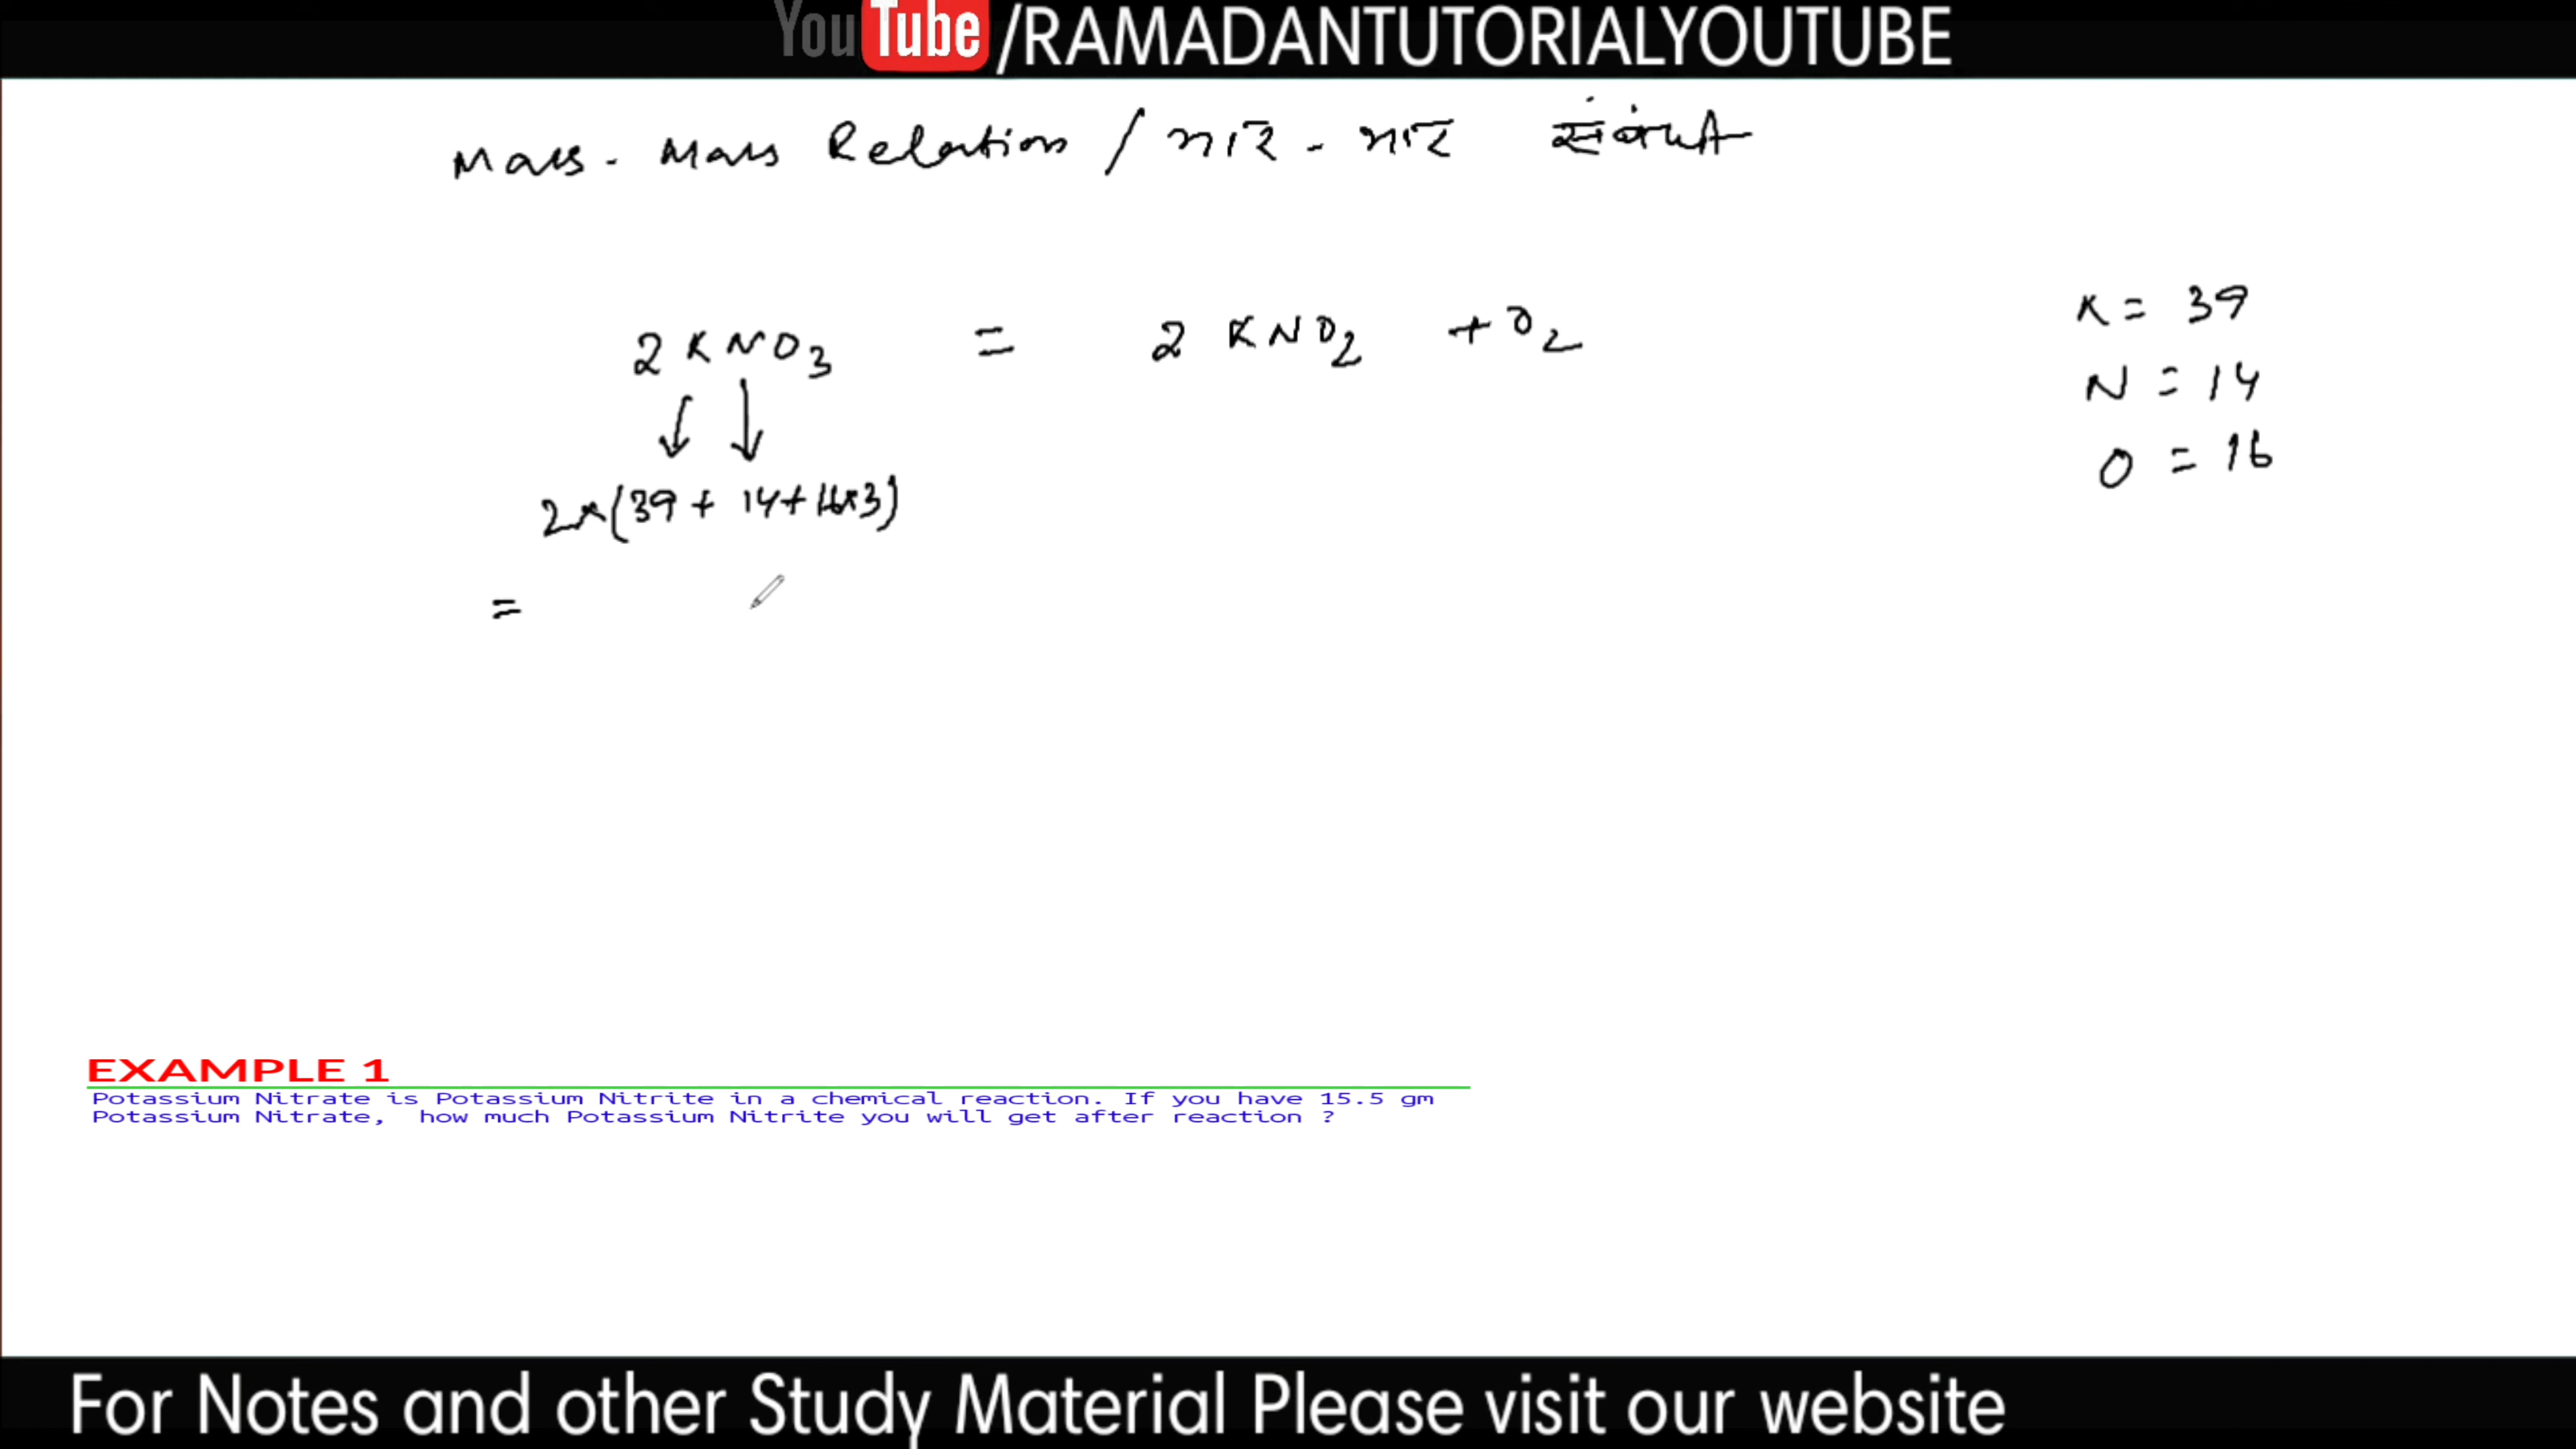 YouTube /RAMADANTUTORIALYOUTUBE
Mass - Mass Relation / भार - भार संबंधी
2 KNO3 = 2 KNO2 + O2
K = 39
N = 14
O = 16
2×(39 + 14 + 16×3)
=
EXAMPLE 1
Potassium Nitrate is Potassium Nitrite in a chemical reaction. If you have 15.5 gm
Potassium Nitrate, how much Potassium Nitrite you will get after reaction ?
For Notes and other Study Material Please visit our website